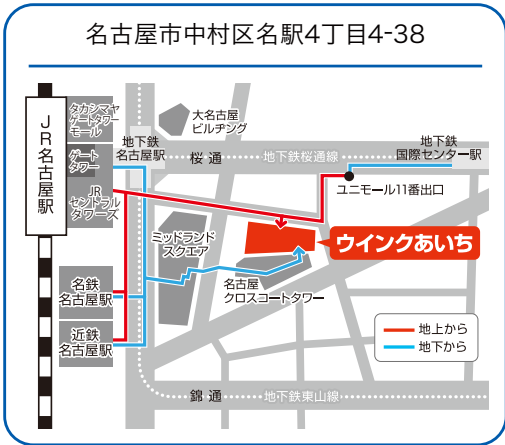 名古屋市中村区名駅4丁目4-38
タカシマヤ
ゲートタワー
モール
大名古屋
ビルヂング
JR名古屋駅
ゲート
タワー
地下鉄
名古屋駅
桜通
地下鉄桜通線
地下鉄
国際センター駅
JR
セントラル
タワーズ
ユニモール11番出口
ミッドランド
スクエア
ウインクあいち
名鉄
名古屋駅
名古屋
クロスコートタワー
近鉄
名古屋駅
地上から
地下から
錦通
地下鉄東山線